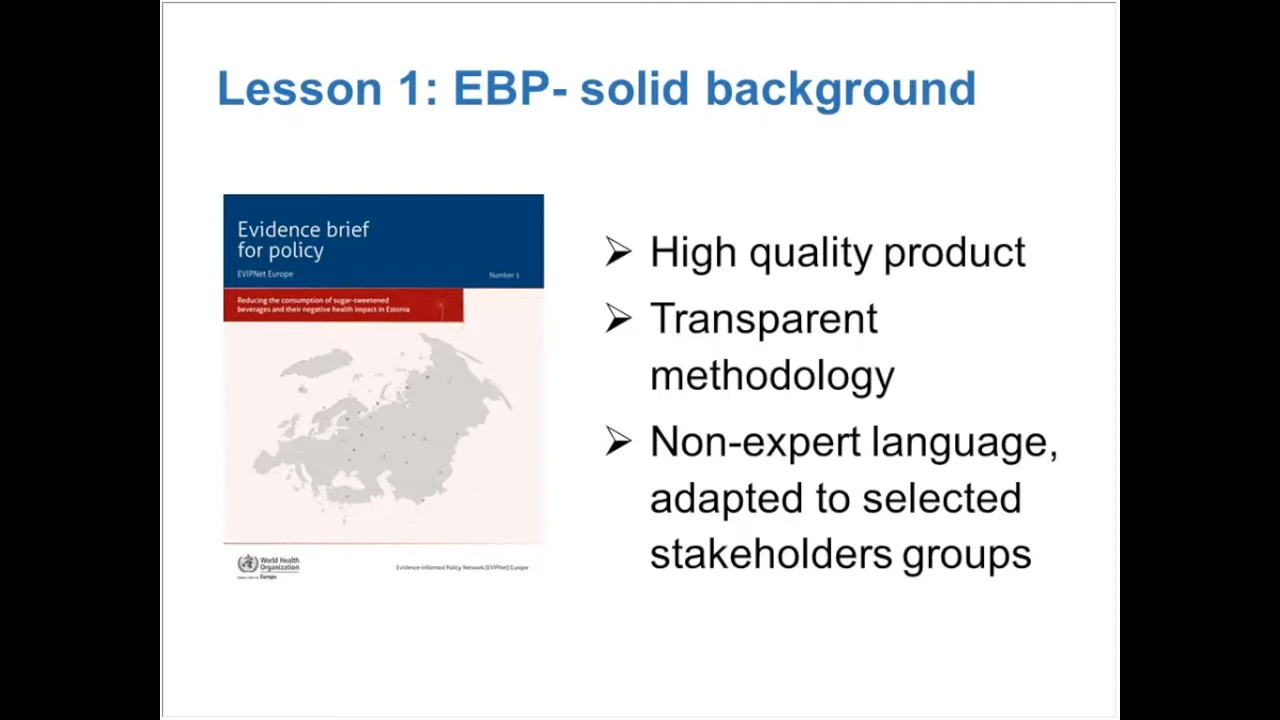 Lesson 1: EBP- solid background
Evidence brief
for policy
EVIPNet Europe
Number 1
Reducing the consumption of sugar-sweetened
beverages and their negative health impact in Estonia
World Health
Organization
Europe
Evidence-informed Policy Network (EVIPNet) Europe
➢ High quality product
➢ Transparent
methodology
➢ Non-expert language,
adapted to selected
stakeholders groups